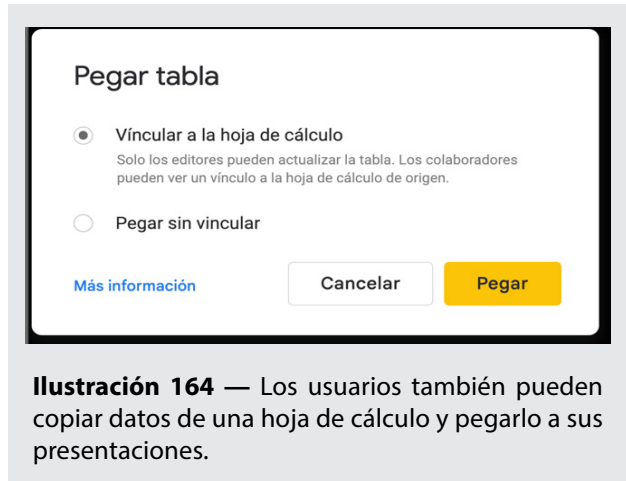 Pegar tabla
Víncular a la hoja de cálculo
Solo los editores pueden actualizar la tabla. Los colaboradores
pueden ver un vínculo a la hoja de cálculo de origen.
Pegar sin vincular
Más información
Cancelar
Pegar
Ilustración 164 — Los usuarios también pueden
copiar datos de una hoja de cálculo y pegarlo a sus
presentaciones.